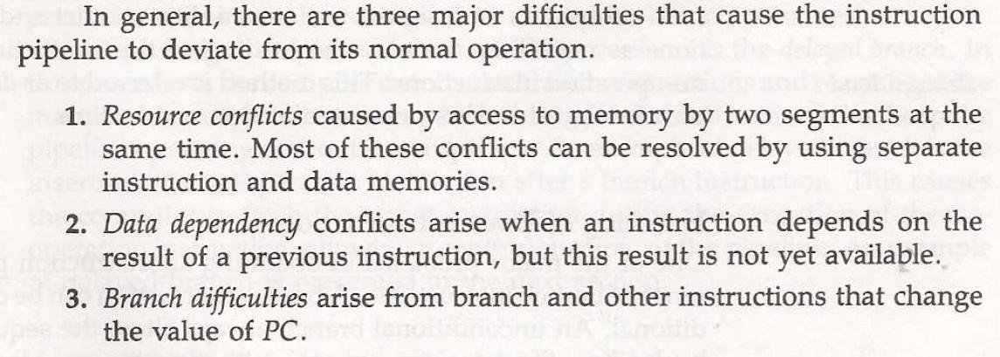 In general, there are three major difficulties that cause the instruction
pipeline to deviate from its normal operation.
1. Resource conflicts caused by access to memory by two segments at the
same time. Most of these conflicts can be resolved by using separate
instruction and data memories.
2. Data dependency conflicts arise when an instruction depends on the
result of a previous instruction, but this result is not yet available.
3. Branch difficulties arise from branch and other instructions that change
the value of PC.